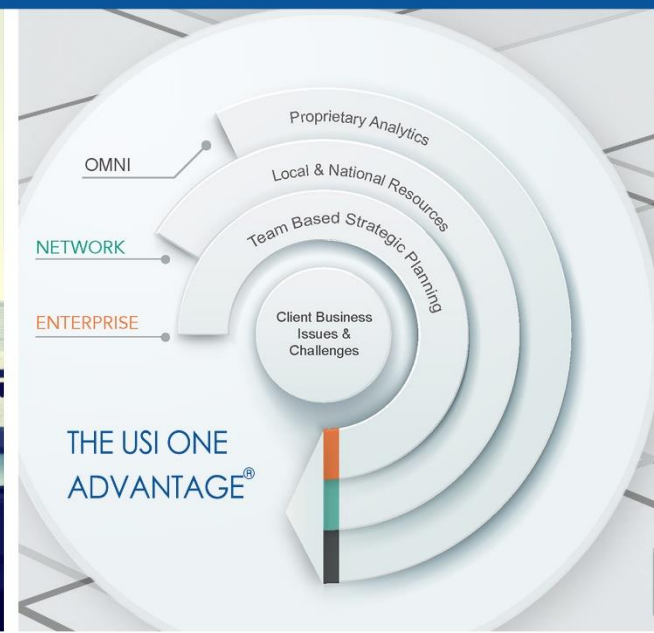 Proprietary Analytics
OMNI
Local & National Resources
Team Based Strategic Planning
NETWORK
ENTERPRISE
Client Business
Issues &
Challenges
THE USI ONE
ADVANTAGE®